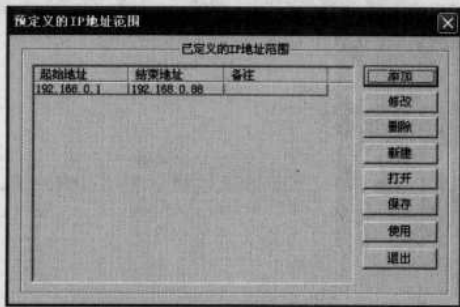 预定义的IP地址范围
已定义的IP地址范围
起始地址 结束地址 备注
192.168.0.1 192.168.0.98
添加
修改
删除
新建
打开
保存
使用
退出